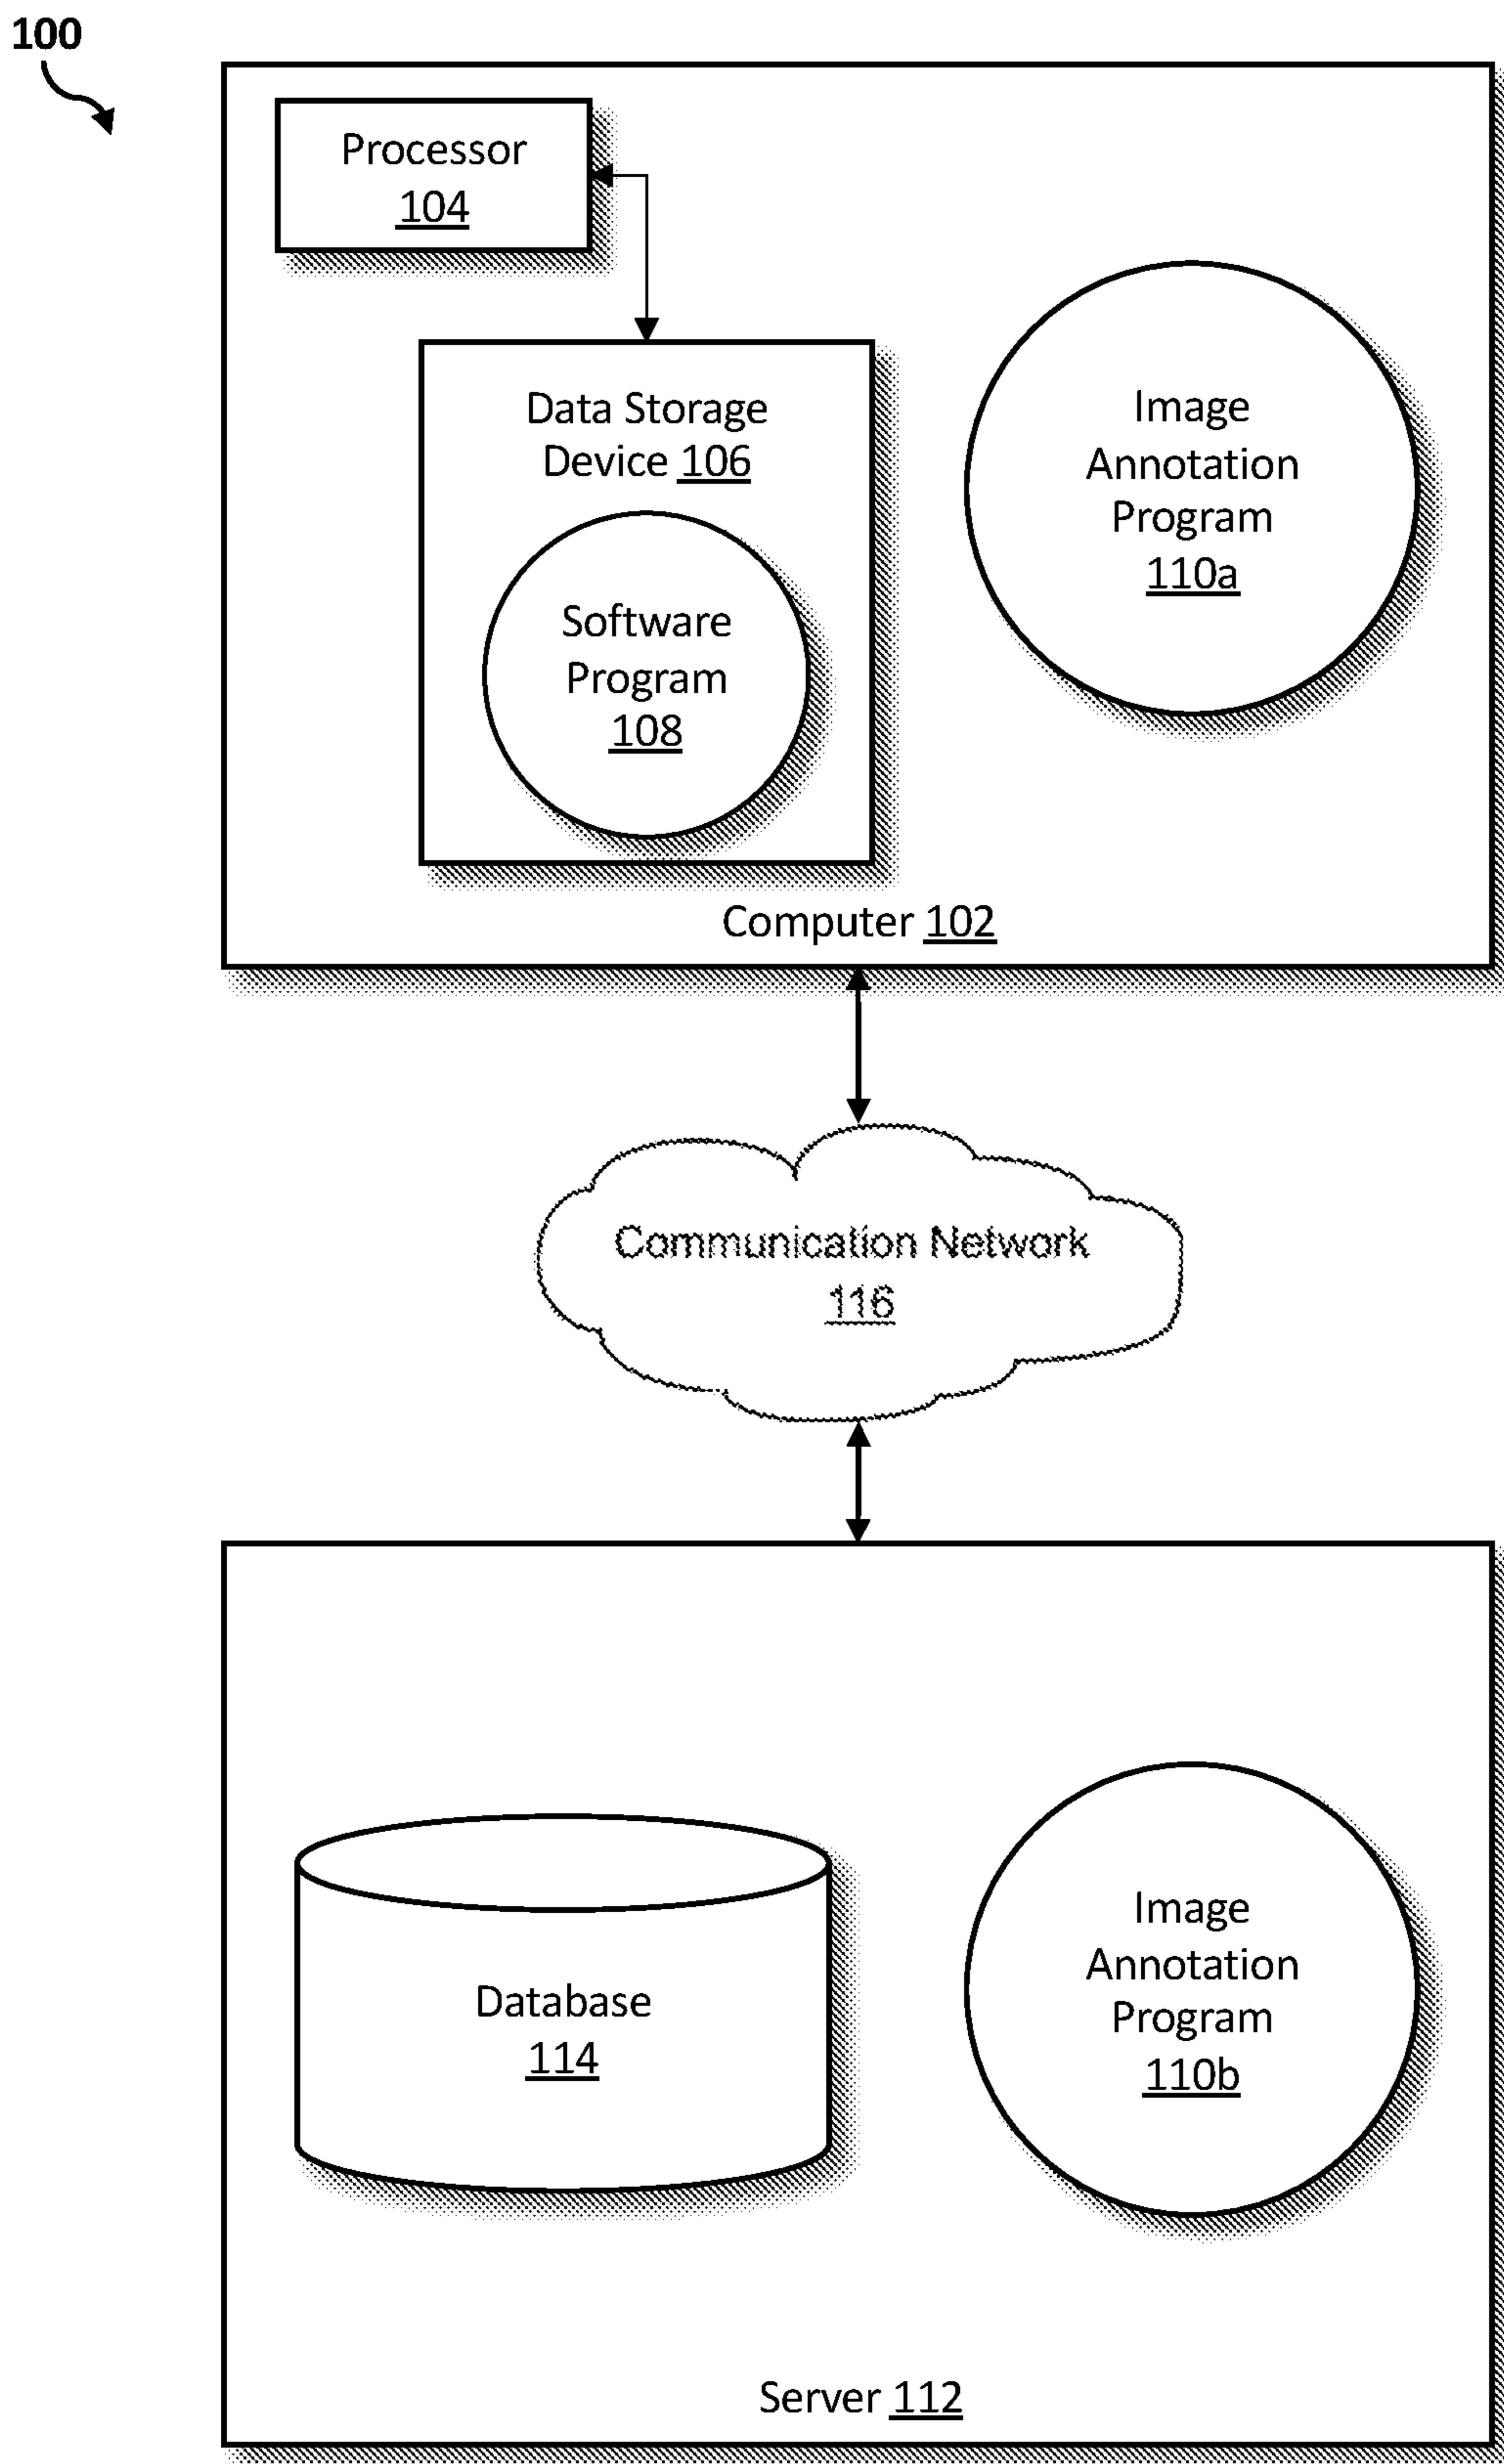 100
Processor
104
Data Storage
Device 106
Software
Program
108
Image
Annotation
Program
110a
Computer 102
Communication Network
116
Database
114
Image
Annotation
Program
110b
Server 112